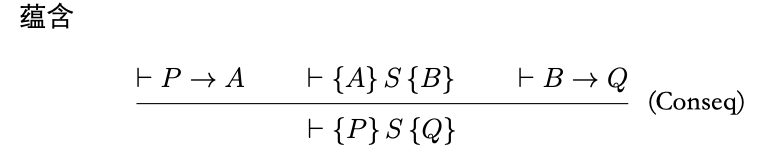 蕴含
⊢ P → A ⊢ {A} S {B} ⊢ B → Q
(Conseq)
⊢ {P} S {Q}